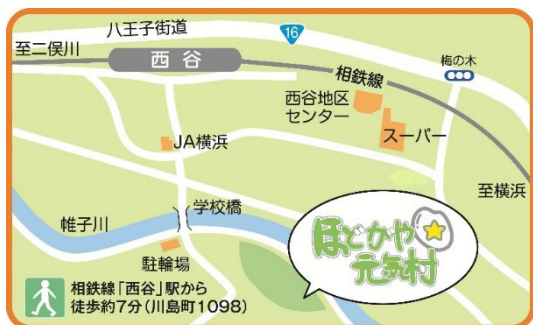 八王子街道
16
至二俣川
西谷
相鉄線
梅の木
西谷地区
センター
スーパー
JA横浜
至横浜
学校橋
帷子川
ほどがや
元気村
駐輪場
相鉄線「西谷」駅から
徒歩約7分(川島町1098)